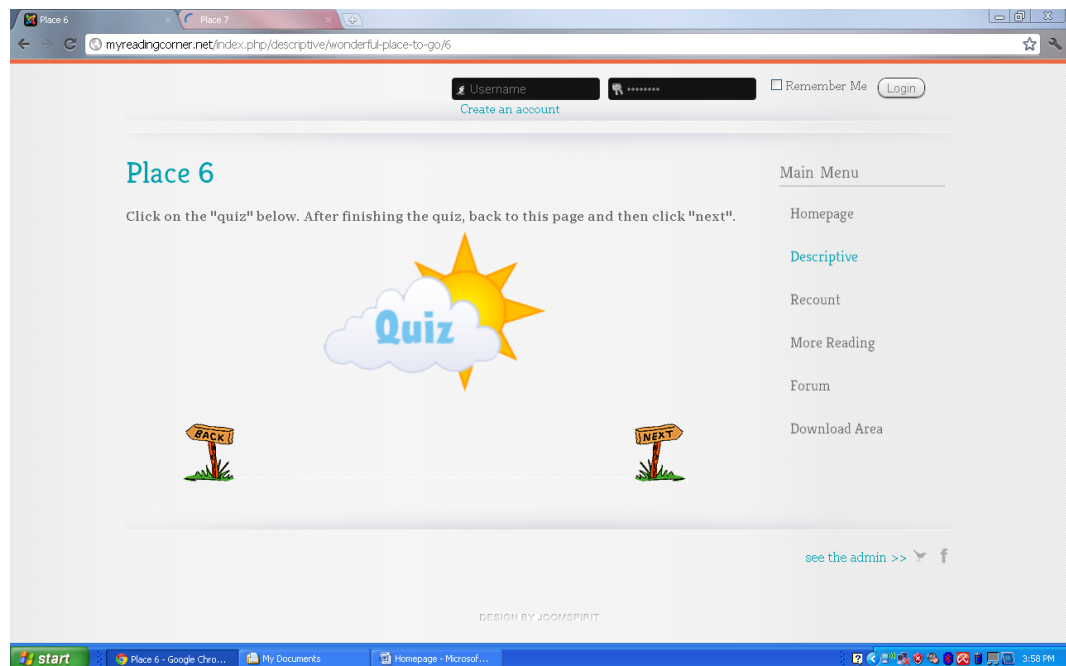 Place 6
Place 7
myreadingcorner.net/index.php/descriptive/wonderful-place-to-go/6
Username
Remember Me
Login
Create an account
Place 6
Main Menu
Click on the "quiz" below. After finishing the quiz, back to this page and then click "next".
Homepage
Descriptive
Quiz
Recount
More Reading
Forum
BACK
NEXT
Download Area
see the admin >>
DESIGN BY JOOMSPIRIT
start
Place 6 - Google Chro...
My Documents
Homepage - Microsof...
3:58 PM